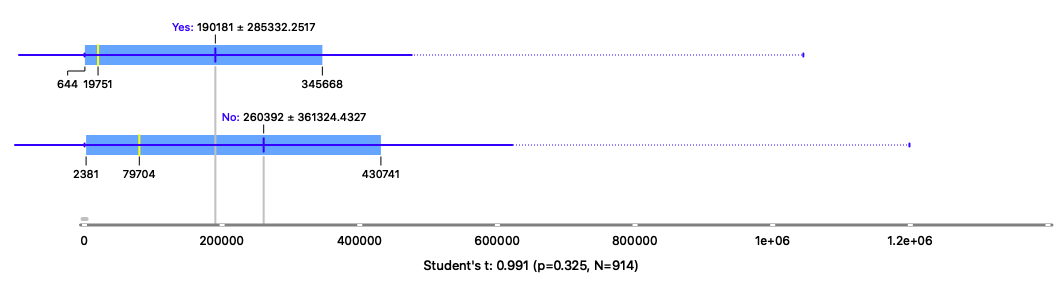 Yes: 190181 ± 285332.2517
644 19751 345668
No: 260392 ± 361324.4327
2381 79704 430741
0 200000 400000 600000 800000 1e+06 1.2e+06
Student's t: 0.991 (p=0.325, N=914)